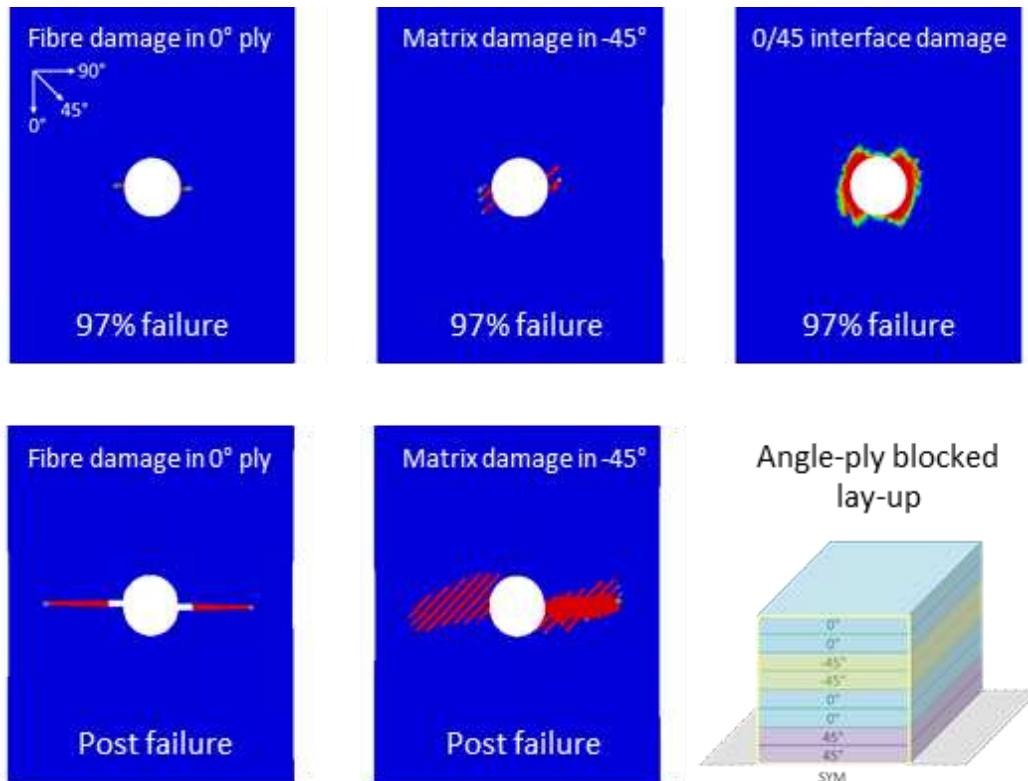 Fibre damage in 0° ply
90°
45°
0°
97% failure
Matrix damage in -45°
97% failure
0/45 interface damage
97% failure
Fibre damage in 0° ply
Post failure
Matrix damage in -45°
Post failure
Angle-ply blocked
lay-up
0°
0°
-45°
-45°
0°
0°
45°
45°
SYM